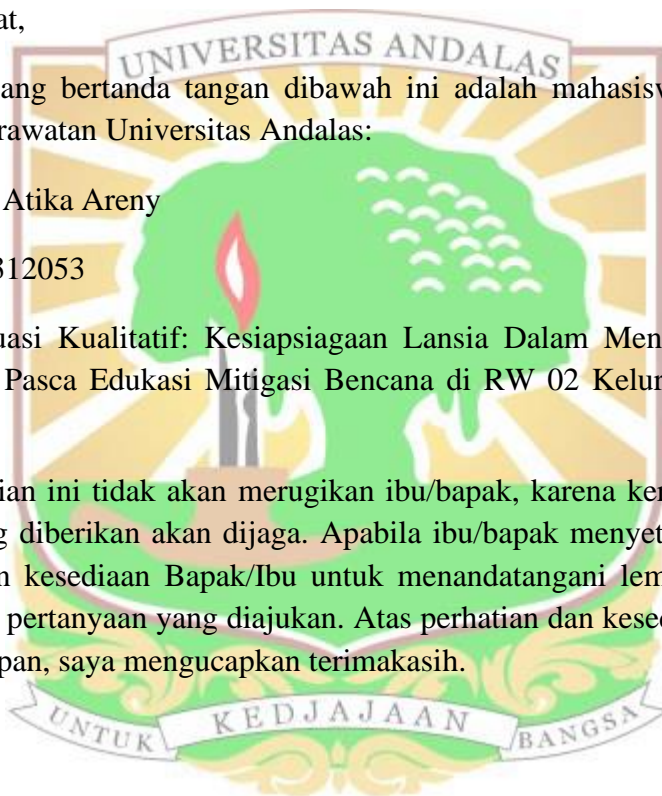 at,
UNIVERSITAS ANDALAS
ang bertanda tangan dibawah ini adalah mahasisw
rawatan Universitas Andalas:
Atika Areny
312053
uasi Kualitatif: Kesiapsiagaan Lansia Dalam Men
Pasca Edukasi Mitigasi Bencana di RW 02 Kelur
ian ini tidak akan merugikan ibu/bapak, karena ker
g diberikan akan dijaga. Apabila ibu/bapak menyet
n kesediaan Bapak/Ibu untuk menandatangani lem
pertanyaan yang diajukan. Atas perhatian dan kesed
pan, saya mengucapkan terimakasih.
UNTUK KEDJAJAAN BANGSA